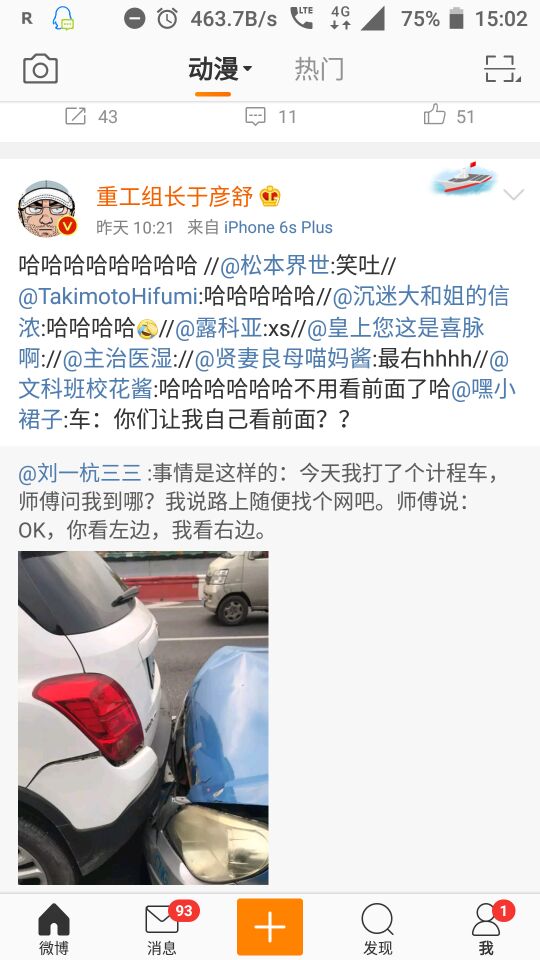 R 463.7B/s LTE 4G 75% 15:02
动漫 热门
43 11 51
重工组长于彦舒
昨天 10:21 来自 iPhone 6s Plus
哈哈哈哈哈哈哈哈 //@松本界世:笑吐//
@TakimotoHifumi:哈哈哈哈哈//@沉迷大和姐的信
浓:哈哈哈哈//@露科亚:xs//@皇上您这是喜脉
啊://@主治医湿://@贤妻良母喵妈酱:最右hhhh//@
文科班校花酱:哈哈哈哈哈哈不用看前面了哈@嘿小
裙子:车：你们让我自己看前面？？
@刘一杭三三 :事情是这样的：今天我打了个计程车，
师傅问我到哪？我说路上随便找个网吧。师傅说：
OK，你看左边，我看右边。
93 1
微博 消息 发现 我